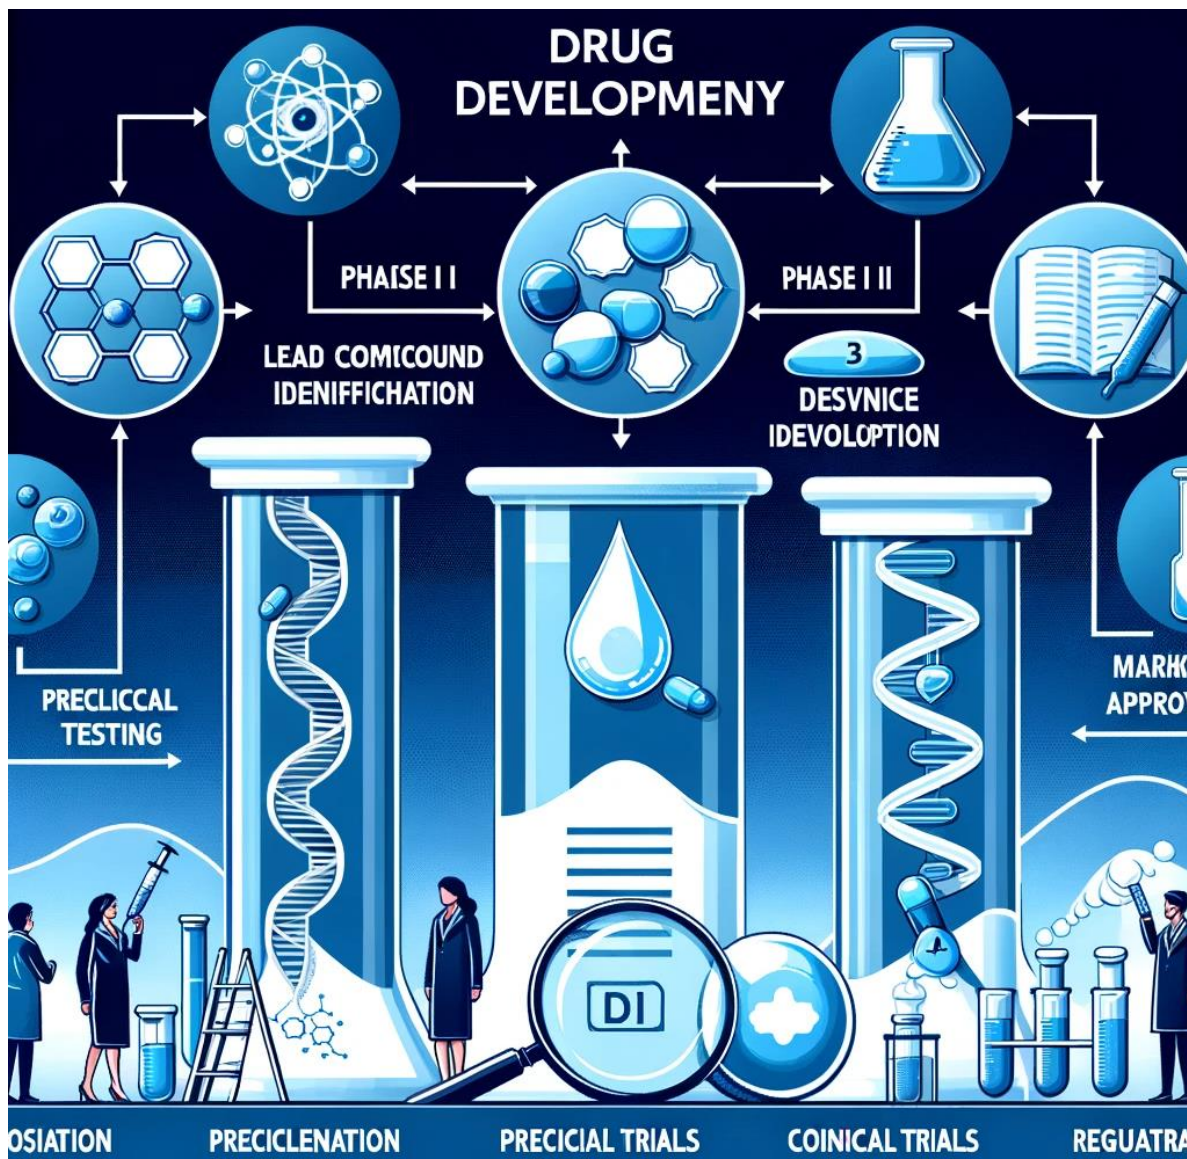 DRUG
DEVELOPMENY
PHAISE I I
PHASE I II
LEAD COMICOUND
IDENIFFICHATION
3
DESVNICE
IDEVOLOPTION
PRECLICCAL
TESTING
MARK
APPROV
DI
OSIATION
PRECICLENATION
PRECICIAL TRIALS
COINICAL TRIALS
REGUATRA